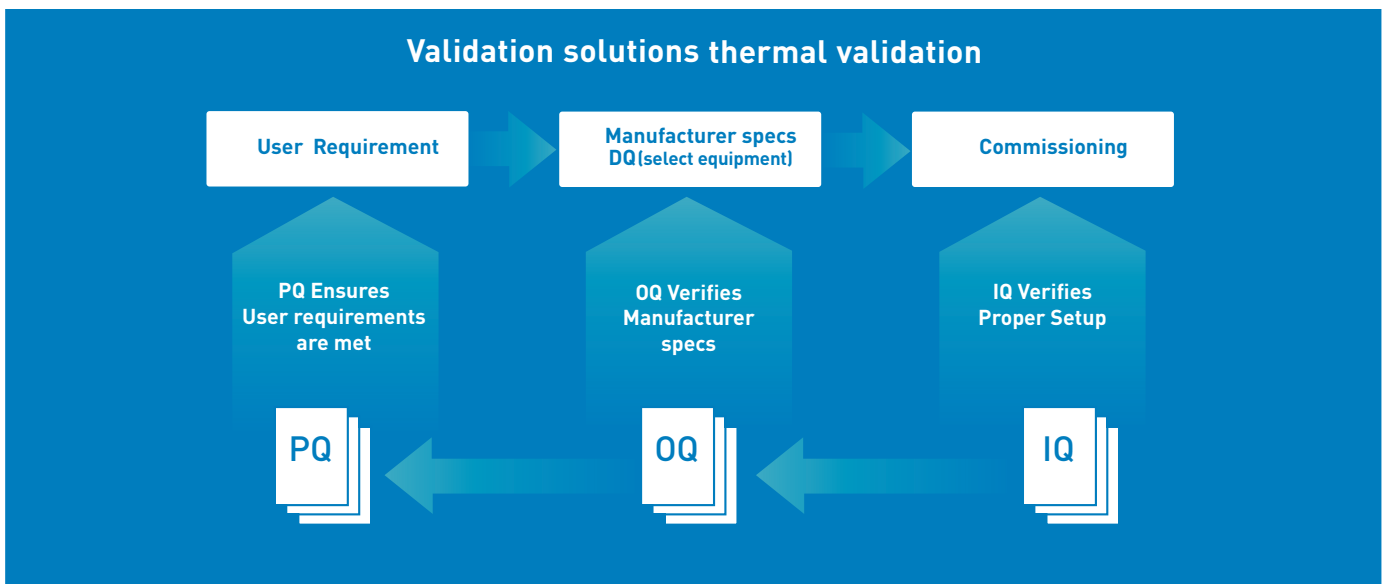 Validation solutions thermal validation
User Requirement
Manufacturer specs
DQ(select equipment)
Commissioning
PQ Ensures
User requirements
are met
OQ Verifies
Manufacturer
specs
IQ Verifies
Proper Setup
PQ
OQ
IQ